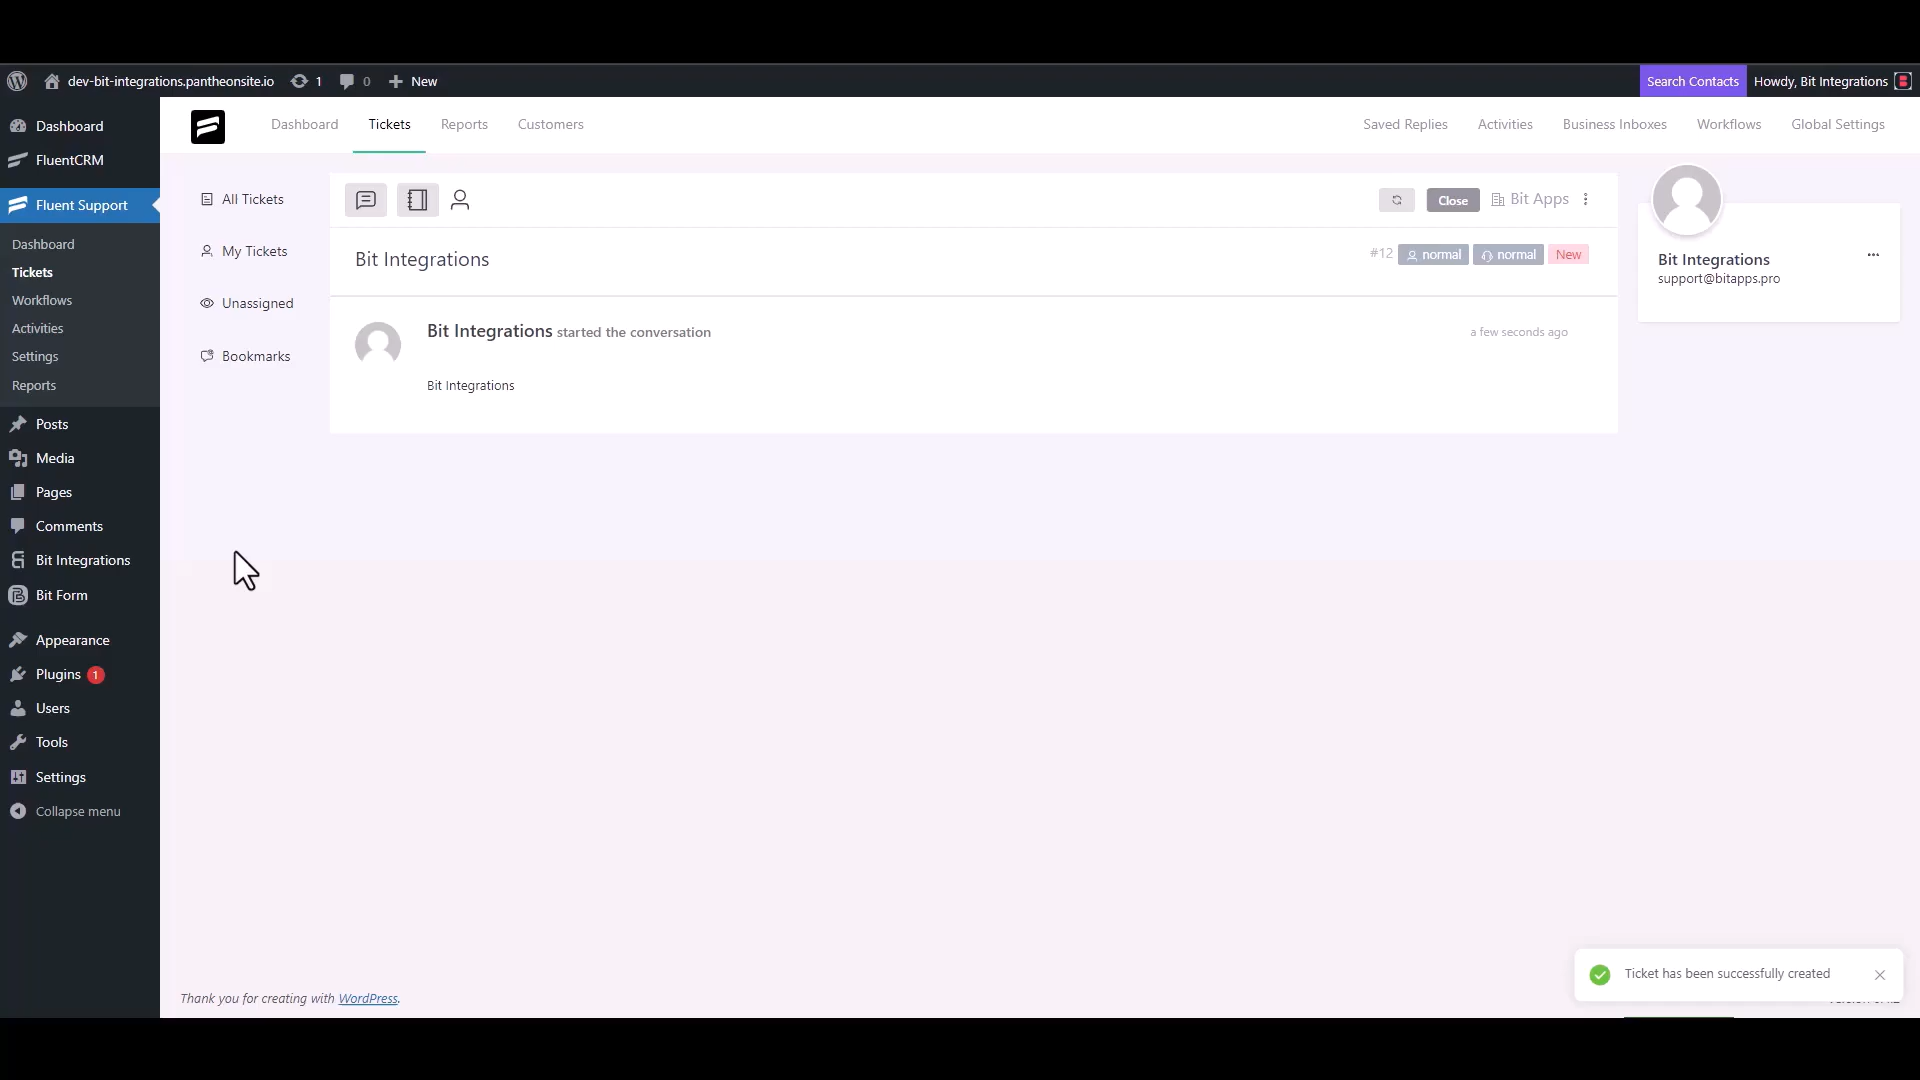 dev-bit-integrations.pantheonsite.io 1 0 New Search Contacts Howdy, Bit Integrations
Dashboard
FluentCRM
Fluent Support
Dashboard
Tickets
Workflows
Activities
Settings
Reports
Posts
Media
Pages
Comments
Bit Integrations
Bit Form
Appearance
Plugins 1
Users
Tools
Settings
Collapse menu
Dashboard Tickets Reports Customers Saved Replies Activities Business Inboxes Workflows Global Settings
All Tickets
My Tickets
Unassigned
Bookmarks
Close Bit Apps
Bit Integrations #12 normal normal New
Bit Integrations started the conversation a few seconds ago
Bit Integrations
Bit Integrations
support@bitapps.pro
Ticket has been successfully created
Thank you for creating with WordPress.